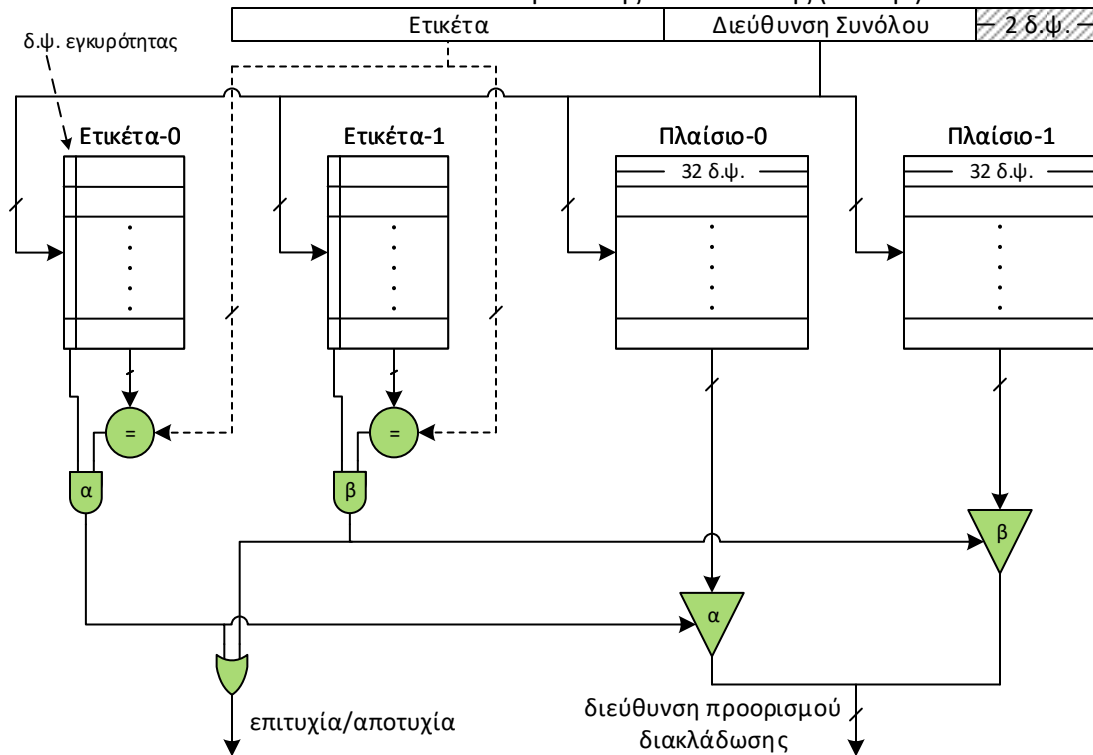 Ετικέτα Διεύθυνση Συνόλου 2 δ.ψ.
δ.ψ. εγκυρότητας
Ετικέτα-0 Ετικέτα-1 Πλαίσιο-0 Πλαίσιο-1
32 δ.ψ. 32 δ.ψ.
= =
α β
β
α
επιτυχία/αποτυχία
διεύθυνση προορισμού
διακλάδωσης